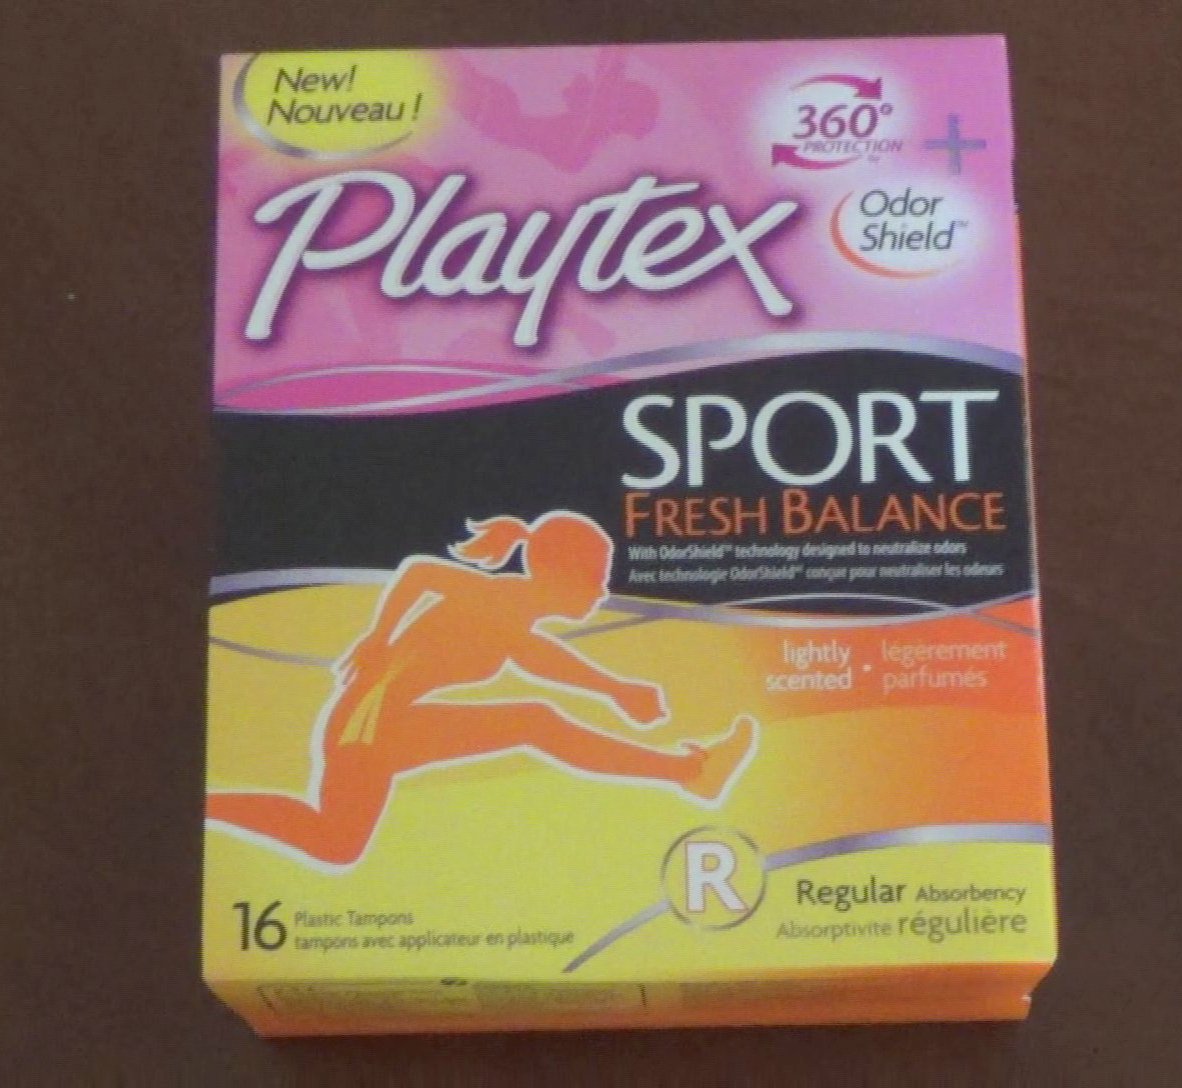 New!
Nouveau !
360°
PROTECTION
+
Odor
Shield™
Playtex
SPORT
FRESH BALANCE
With OdorShield™ technology designed to neutralize odors
Avec technologie OdorShield™ conçue pour neutraliser les odeurs
lightly
scented
•
légèrement
parfumés
R
Regular Absorbency
Absorptivité régulière
16
Plastic Tampons
tampons avec applicateur en plastique